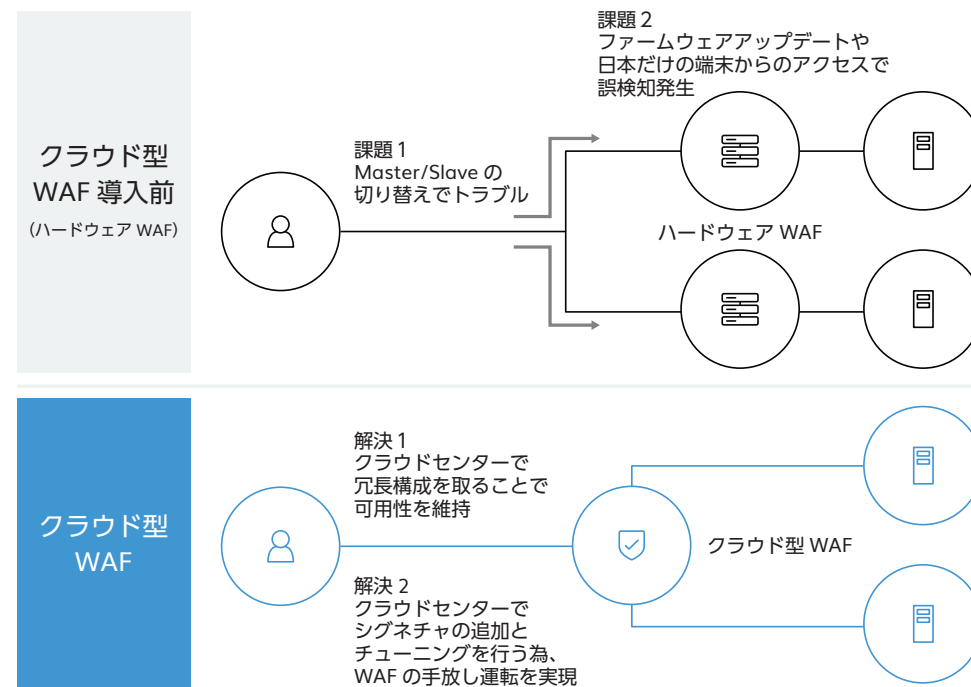 クラウド型
WAF 導入前
（ハードウェア WAF）
課題 1
Master/Slave の
切り替えでトラブル
課題 2
ファームウェアアップデートや
日本だけの端末からのアクセスで
誤検知発生
ハードウェア WAF
クラウド型
WAF
解決 1
クラウドセンターで
冗長構成を取ることで
可用性を維持
解決 2
クラウドセンターで
シグネチャの追加と
チューニングを行う為、
WAF の手放し運転を実現
クラウド型 WAF